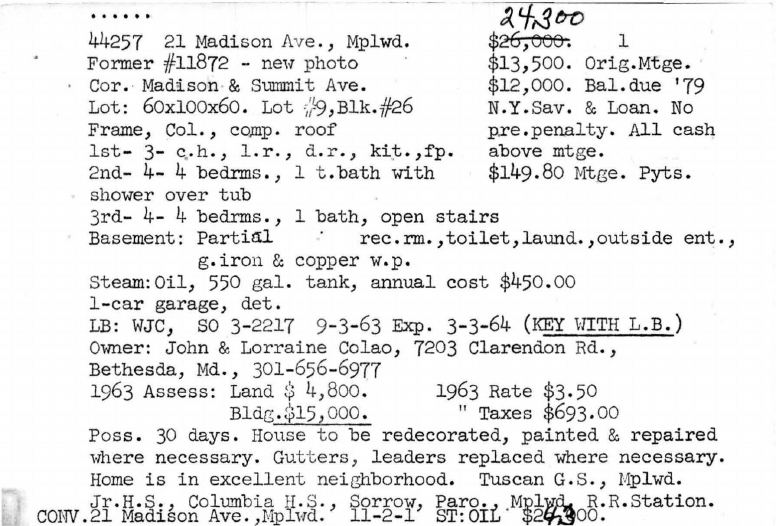 ......
24,300
44257 21 Madison Ave., Mplwd. $26,000. 1
Former #11872 - new photo $13,500. Orig.Mtge.
Cor. Madison & Summit Ave. $12,000. Bal.due '79
Lot: 60x100x60. Lot #9,Blk.#26 N.Y.Sav. & Loan. No
Frame, Col., comp. roof pre.penalty. All cash
1st- 3- c.h., l.r., d.r., kit.,fp. above mtge.
2nd- 4- 4 bedrms., 1 t.bath with $149.80 Mtge. Pyts.
shower over tub
3rd- 4- 4 bedrms., 1 bath, open stairs
Basement: Partial rec.rm.,toilet,laund.,outside ent.,
g.iron & copper w.p.
Steam:Oil, 550 gal. tank, annual cost $450.00
1-car garage, det.
LB: WJC, SO 3-2217 9-3-63 Exp. 3-3-64 (KEY WITH L.B.)
Owner: John & Lorraine Colao, 7203 Clarendon Rd.,
Bethesda, Md., 301-656-6977
1963 Assess: Land $ 4,800. 1963 Rate $3.50
Bldg.$15,000. " Taxes $693.00
Poss. 30 days. House to be redecorated, painted & repaired
where necessary. Gutters, leaders replaced where necessary.
Home is in excellent neighborhood. Tuscan G.S., Mplwd.
Jr.H.S., Columbia H.S., Sorrow, Paro., Mplwd. R.R.Station.
CONV.21 Madison Ave.,Mplwd. 11-2-1 ST:OIL $24,300.